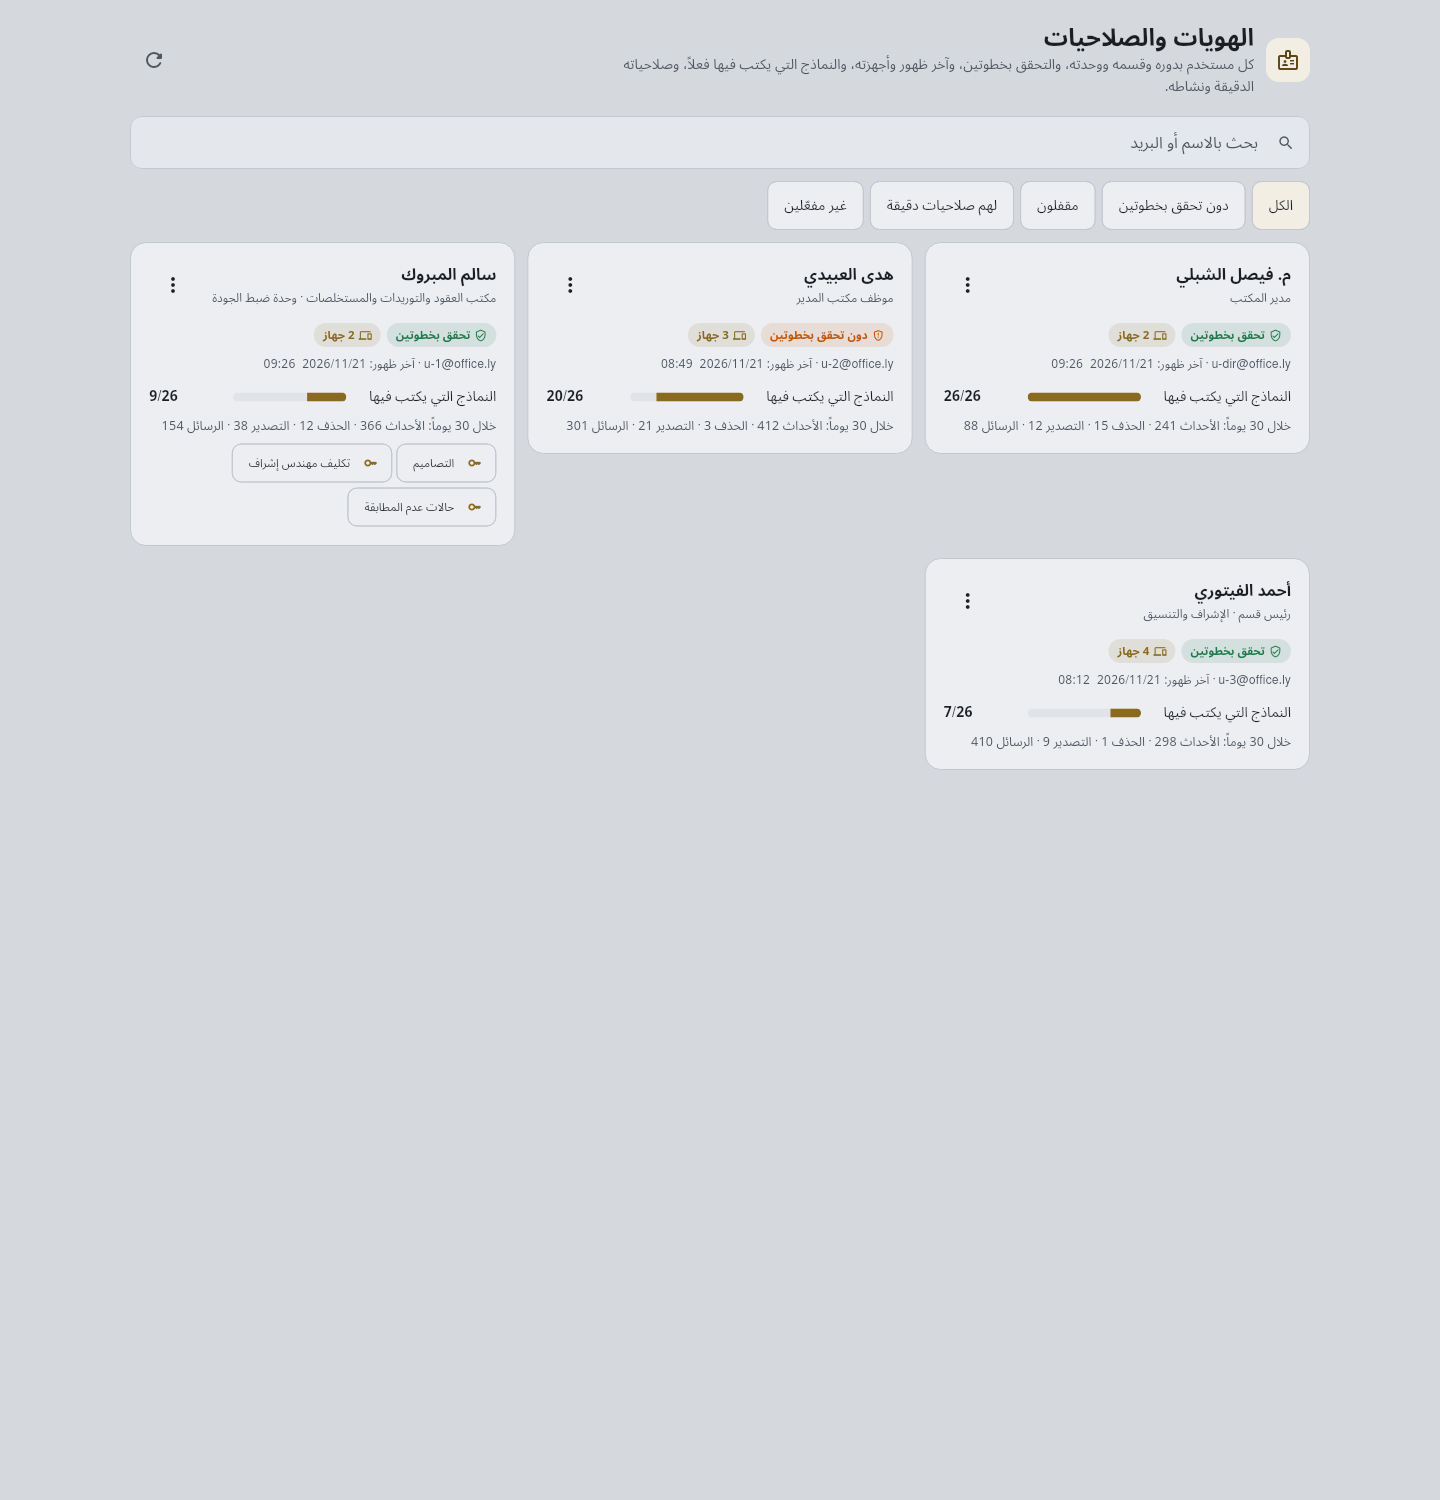 الهويات والصلاحيات
كل مستخدم بدوره وقسمه ووحدته، والتحقق بخطوتين، وآخر ظهور وأجهزته، والنماذج التي يكتب فيها فعلاً، وصلاحياته
الدقيقة ونشاطه.
بحث بالاسم أو البريد
الكل
دون تحقق بخطوتين
مقفلون
لهم صلاحيات دقيقة
غير مفعّلين
م. فيصل الشبلي
مدير المكتب
تحقق بخطوتين
2 جهاز
u-dir@office.ly · آخر ظهور: 2026/11/21 09:26
النماذج التي يكتب فيها
26/26
خلال 30 يوماً: الأحداث 241 · الحذف 15 · التصدير 12 · الرسائل 88
هدى العبيدي
موظف مكتب المدير
دون تحقق بخطوتين
3 جهاز
u-2@office.ly · آخر ظهور: 2026/11/21 08:49
النماذج التي يكتب فيها
20/26
خلال 30 يوماً: الأحداث 412 · الحذف 3 · التصدير 21 · الرسائل 301
سالم المبروك
مكتب العقود والتوريدات والمستخلصات · وحدة ضبط الجودة
تحقق بخطوتين
2 جهاز
u-1@office.ly · آخر ظهور: 2026/11/21 09:26
النماذج التي يكتب فيها
9/26
خلال 30 يوماً: الأحداث 366 · الحذف 12 · التصدير 38 · الرسائل 154
التصاميم
تكليف مهندس إشراف
حالات عدم المطابقة
أحمد الفيتوري
رئيس قسم · الإشراف والتنسيق
تحقق بخطوتين
4 جهاز
u-3@office.ly · آخر ظهور: 2026/11/21 08:12
النماذج التي يكتب فيها
7/26
خلال 30 يوماً: الأحداث 298 · الحذف 1 · التصدير 9 · الرسائل 410